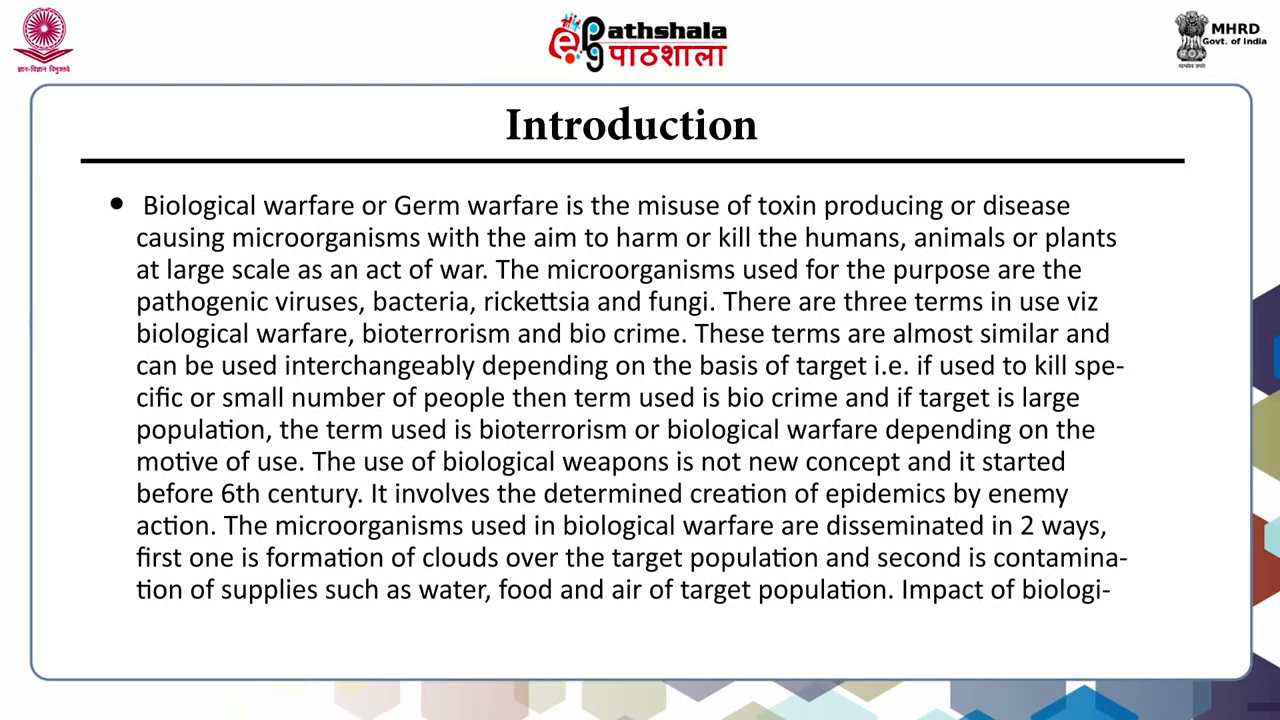 ज्ञान-विज्ञान विमुक्तये
ePathshala
पाठशाला
MHRD
Govt. of India
सत्यमेव जयते
Introduction
• Biological warfare or Germ warfare is the misuse of toxin producing or disease
causing microorganisms with the aim to harm or kill the humans, animals or plants
at large scale as an act of war. The microorganisms used for the purpose are the
pathogenic viruses, bacteria, rickettsia and fungi. There are three terms in use viz
biological warfare, bioterrorism and bio crime. These terms are almost similar and
can be used interchangeably depending on the basis of target i.e. if used to kill spe-
cific or small number of people then term used is bio crime and if target is large
population, the term used is bioterrorism or biological warfare depending on the
motive of use. The use of biological weapons is not new concept and it started
before 6th century. It involves the determined creation of epidemics by enemy
action. The microorganisms used in biological warfare are disseminated in 2 ways,
first one is formation of clouds over the target population and second is contamina-
tion of supplies such as water, food and air of target population. Impact of biologi-